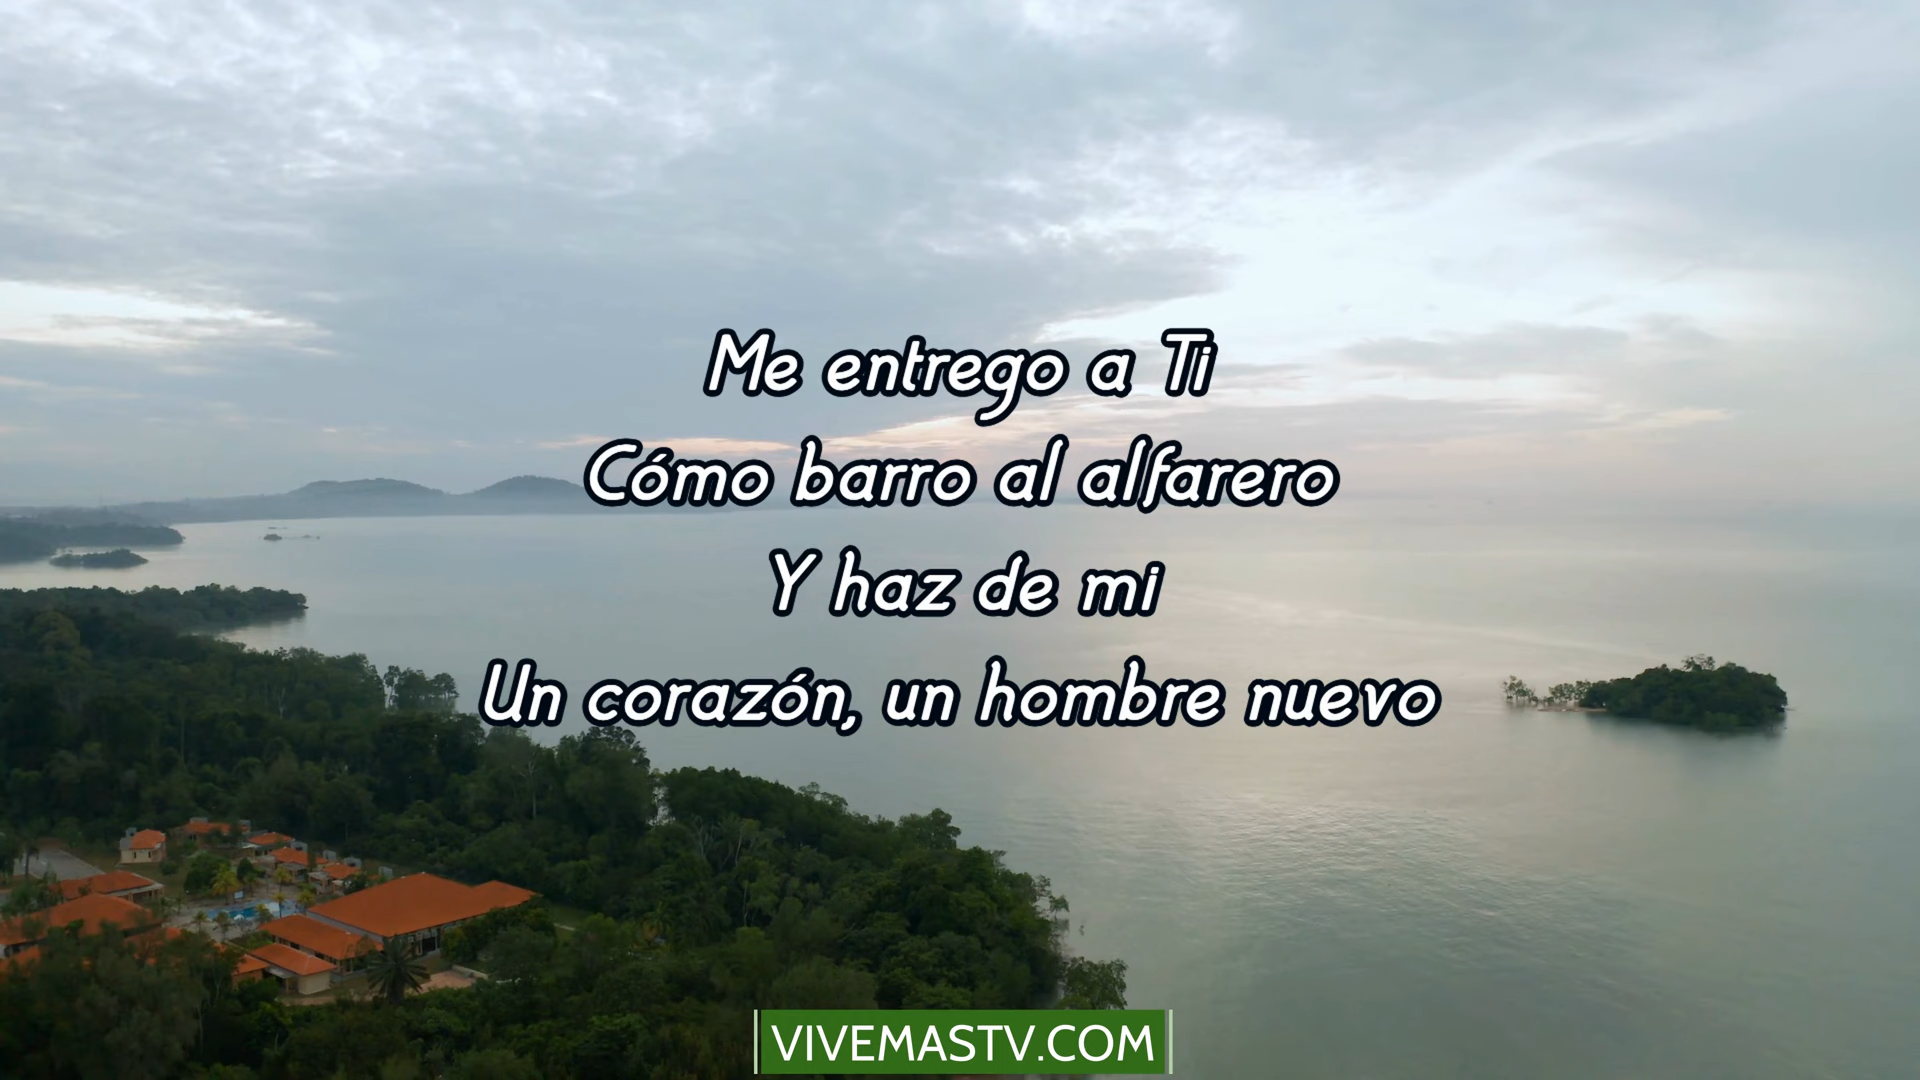 Me entrego a Ti
Cómo barro al alfarero
Y haz de mi
Un corazón, un hombre nuevo
VIVEMASTV.COM